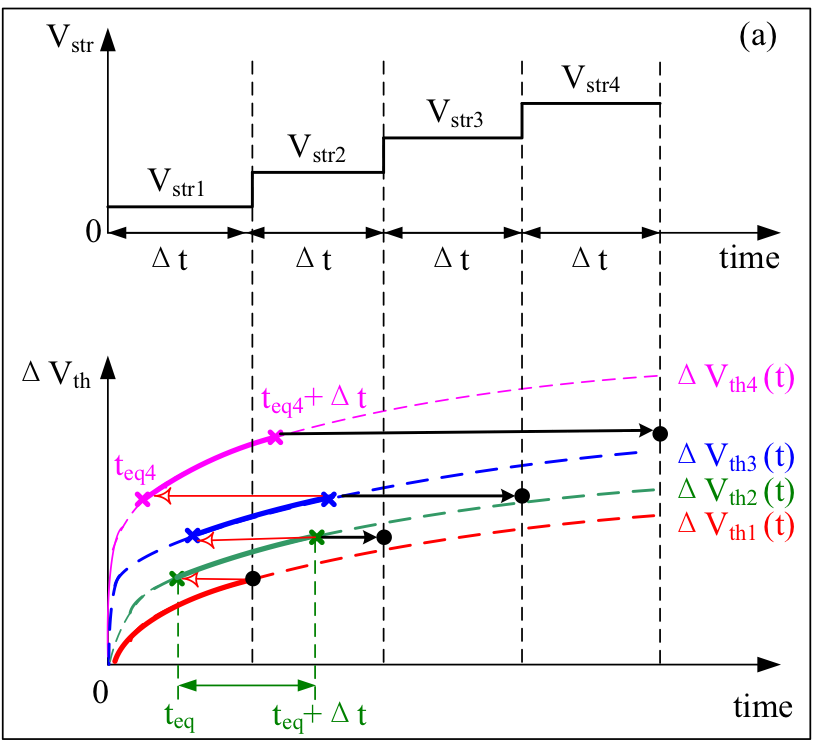 V_str (a)
V_str4
V_str3
V_str2
V_str1
0
Δ t Δ t Δ t Δ t
time
Δ V_th
Δ V_th4 (t)
t_eq4 + Δ t
t_eq4
Δ V_th3 (t)
Δ V_th2 (t)
Δ V_th1 (t)
0
t_eq t_eq + Δ t
time